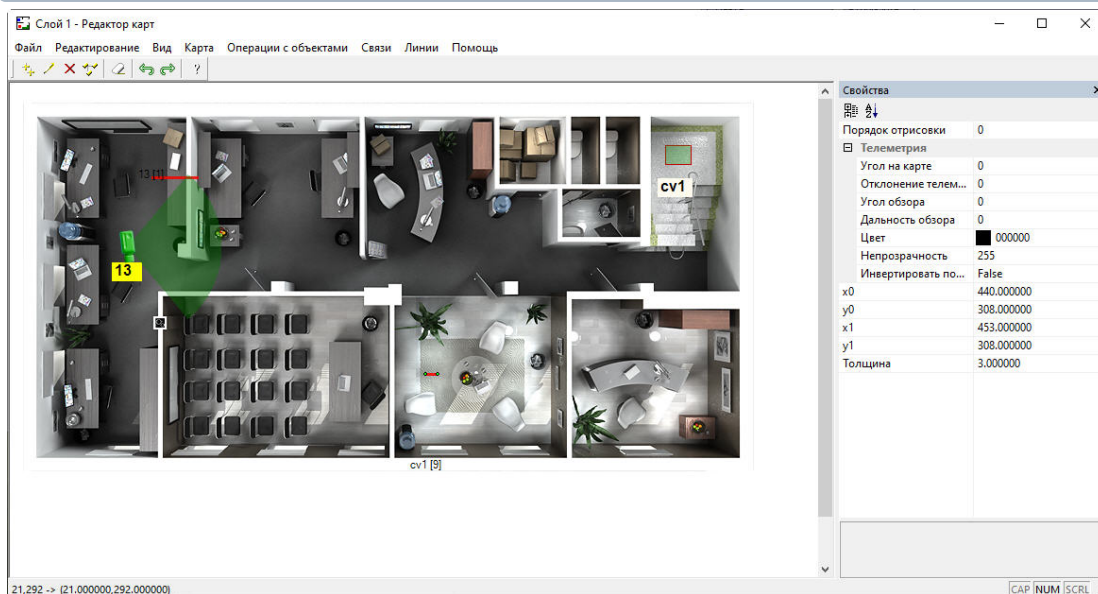 Слой 1 - Редактор карт
Файл Редактирование Вид Карта Операции с объектами Связи Линии Помощь
?
Свойства
Порядок отрисовки 0
Телеметрия
Угол на карте 0
Отклонение телем... 0
Угол обзора 0
Дальность обзора 0
Цвет 000000
Непрозрачность 255
Инвертировать по... False
x0 440.000000
y0 308.000000
x1 453.000000
y1 308.000000
Толщина 3.000000
13 [1]
cv1
13
cv1 [9]
21,292 -> (21.000000,292.000000)
CAP NUM SCRL